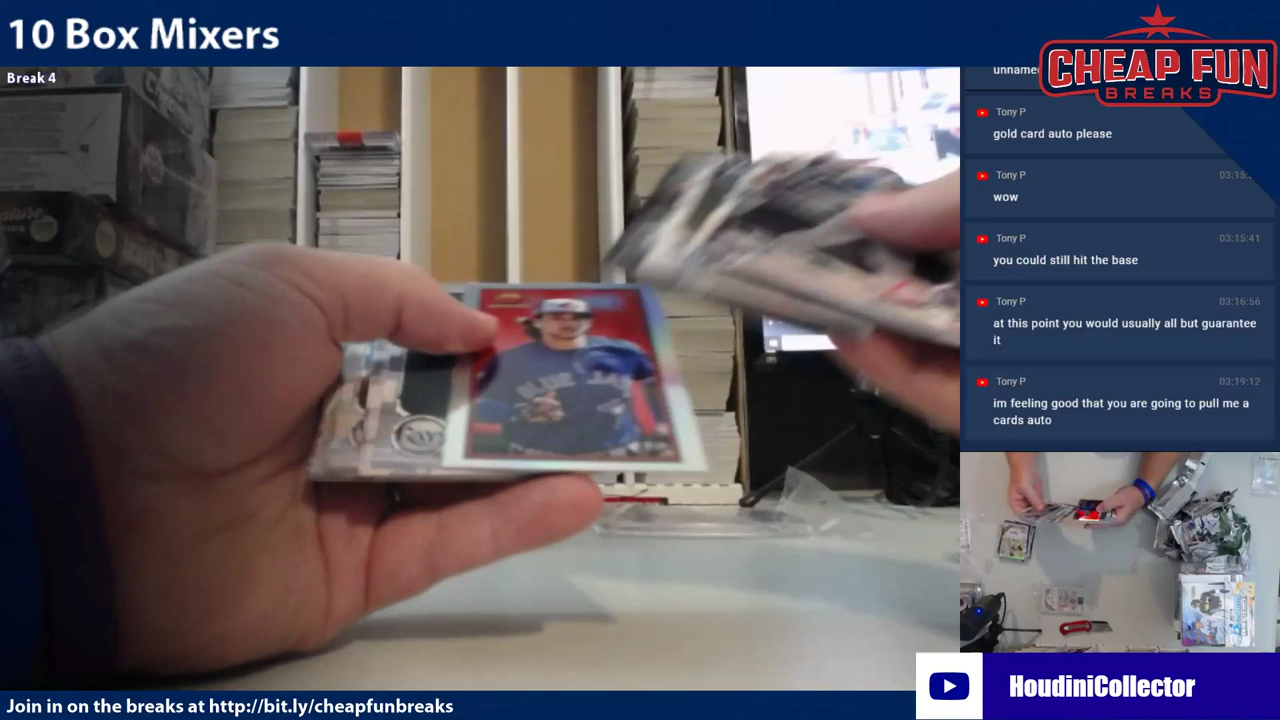 10 Box Mixers
Break 4
CHEAP FUN
BREAKS
Tony P
gold card auto please
Tony P
wow
Tony P
03:15:41
you could still hit the base
Tony P
03:16:56
at this point you would usually all but guarantee
it
Tony P
03:19:12
im feeling good that you are going to pull me a
cards auto
BLUE JAYS
Rays
HoudiniCollector
Join in on the breaks at http://bit.ly/cheapfunbreaks